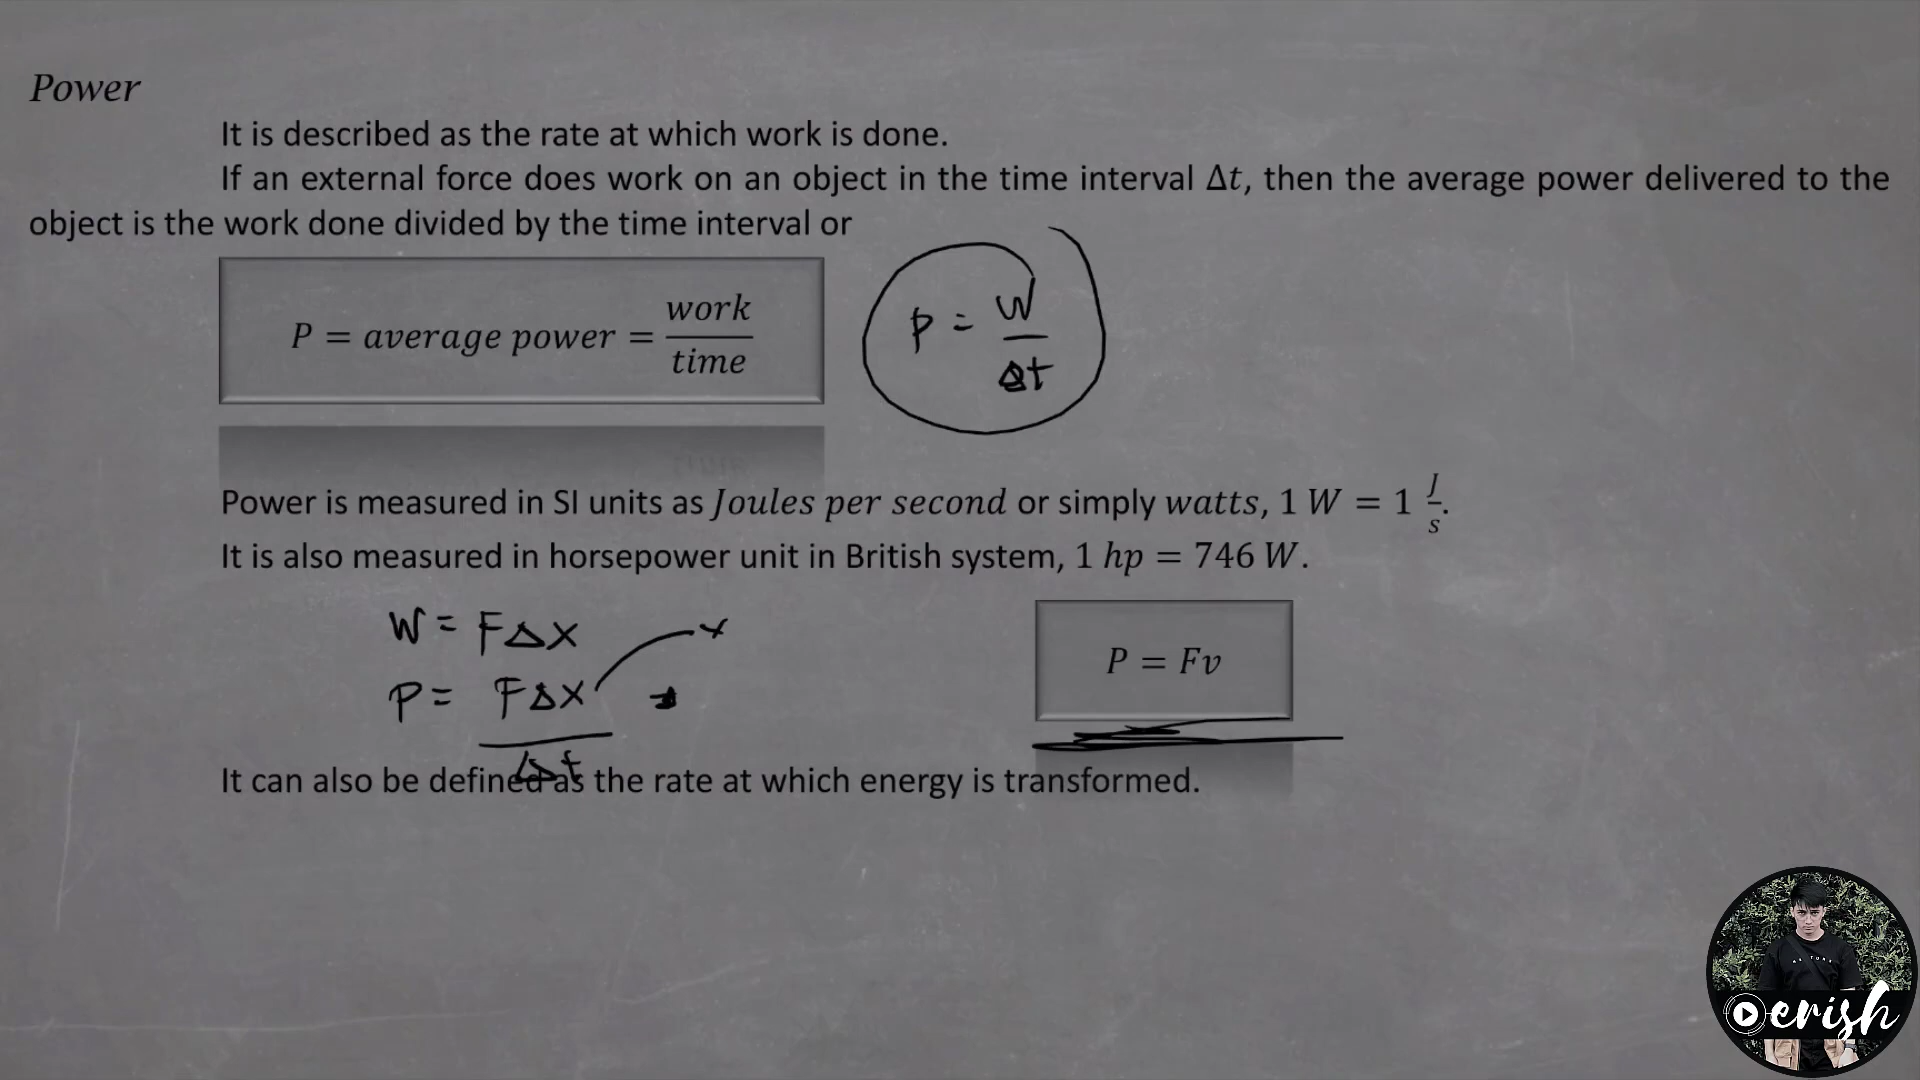 Power
It is described as the rate at which work is done.
If an external force does work on an object in the time interval Δt, then the average power delivered to the
object is the work done divided by the time interval or
P = average power = work/time
P = W/Δt
Power is measured in SI units as Joules per second or simply watts, 1 W = 1 J/s.
It is also measured in horsepower unit in British system, 1 hp = 746 W.
W = FΔx
P = FΔx/Δt
P = Fv
It can also be defined as the rate at which energy is transformed.
erish